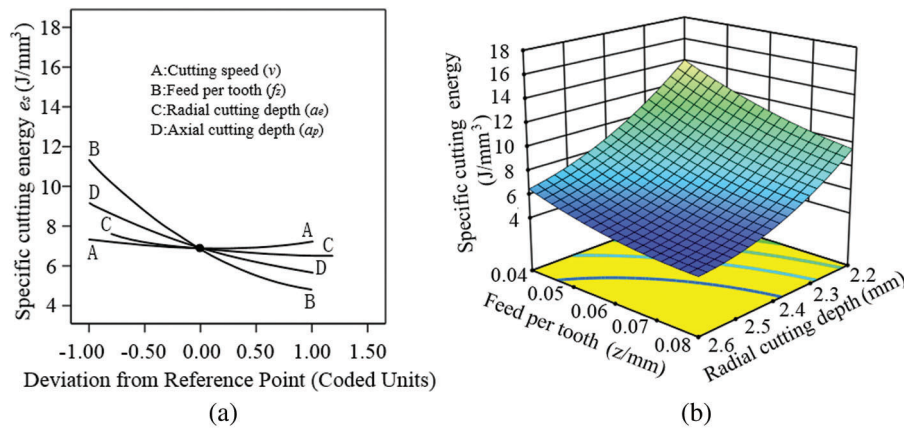 (a)
Specific cutting energy es (J/mm³)
18
16
14
12
10
8
6
4
A:Cutting speed (v)
B:Feed per tooth (fz)
C:Radial cutting depth (ae)
D:Axial cutting depth (ap)
B
D
C
A
A
C
D
B
-1.00
-0.50
0.00
0.50
1.00
1.50
Deviation from Reference Point (Coded Units)
(a)
(b)
Specific cutting energy
(J/mm³)
18
16
14
12
10
8
6
4
0.04
0.05
0.06
0.07
0.08
Feed per tooth (z/mm)
2.6
2.5
2.4
2.3
2.2
Radial cutting depth (mm)
(b)